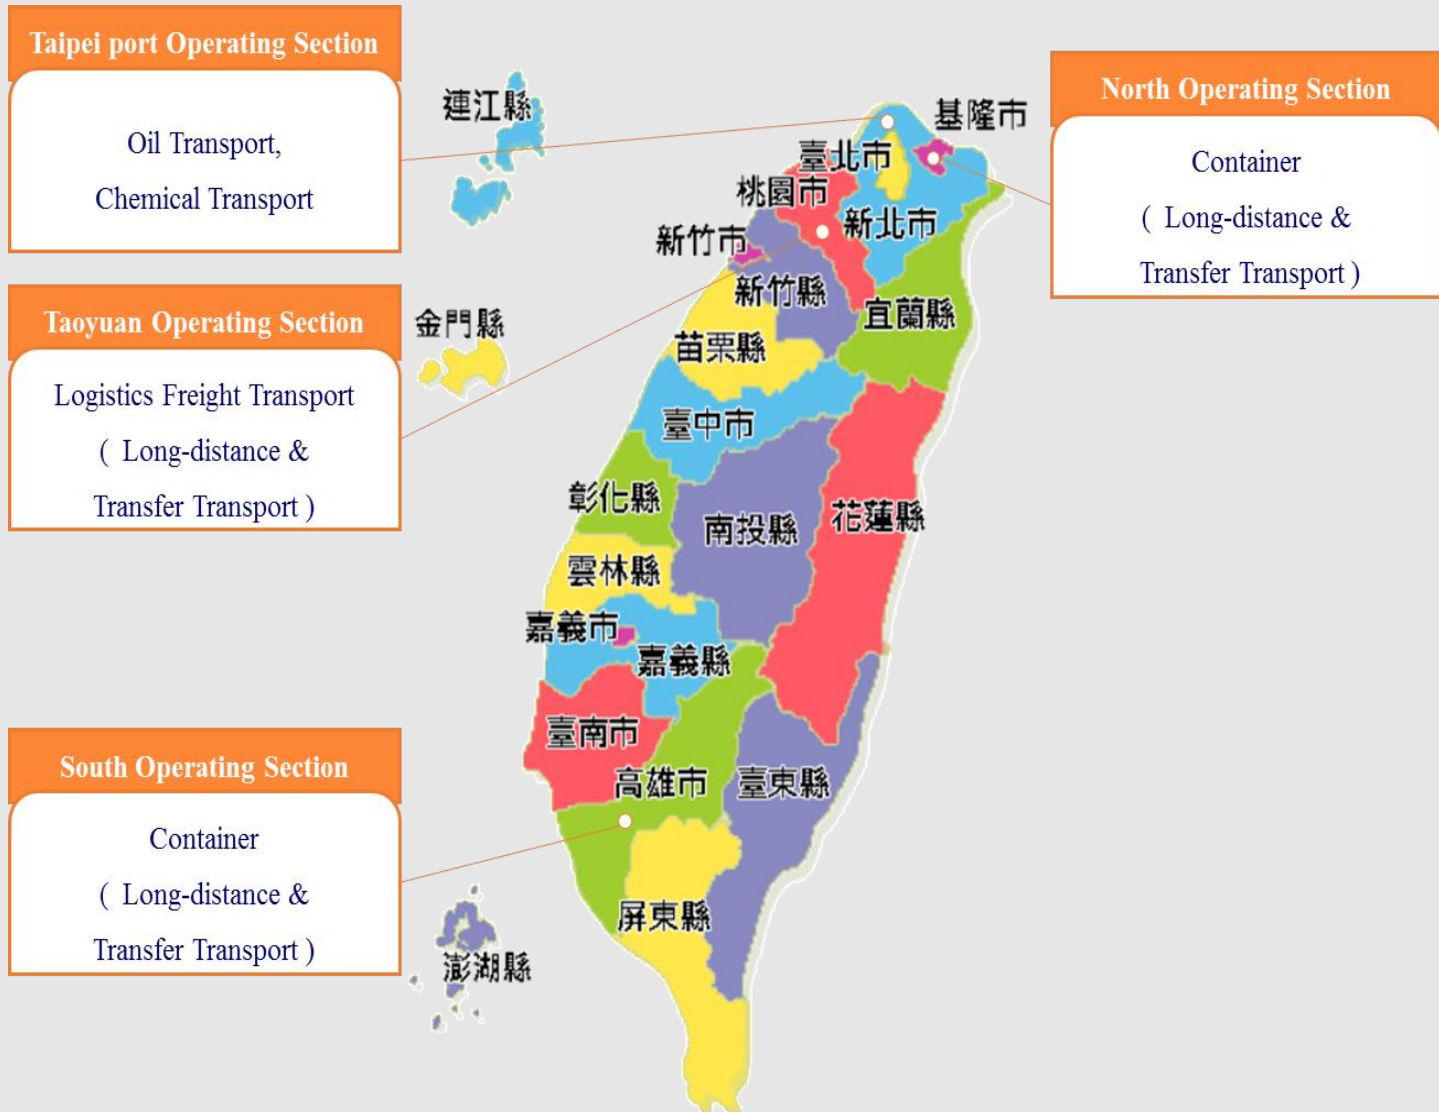 Taipei port Operating Section
Oil Transport,
Chemical Transport
North Operating Section
Container
( Long-distance &
Transfer Transport )
Taoyuan Operating Section
Logistics Freight Transport
( Long-distance &
Transfer Transport )
South Operating Section
Container
( Long-distance &
Transfer Transport )
連江縣
基隆市
臺北市
桃園市
新北市
新竹市
新竹縣
宜蘭縣
金門縣
苗栗縣
臺中市
彰化縣
南投縣
花蓮縣
雲林縣
嘉義市
嘉義縣
臺南市
高雄市
臺東縣
屏東縣
澎湖縣